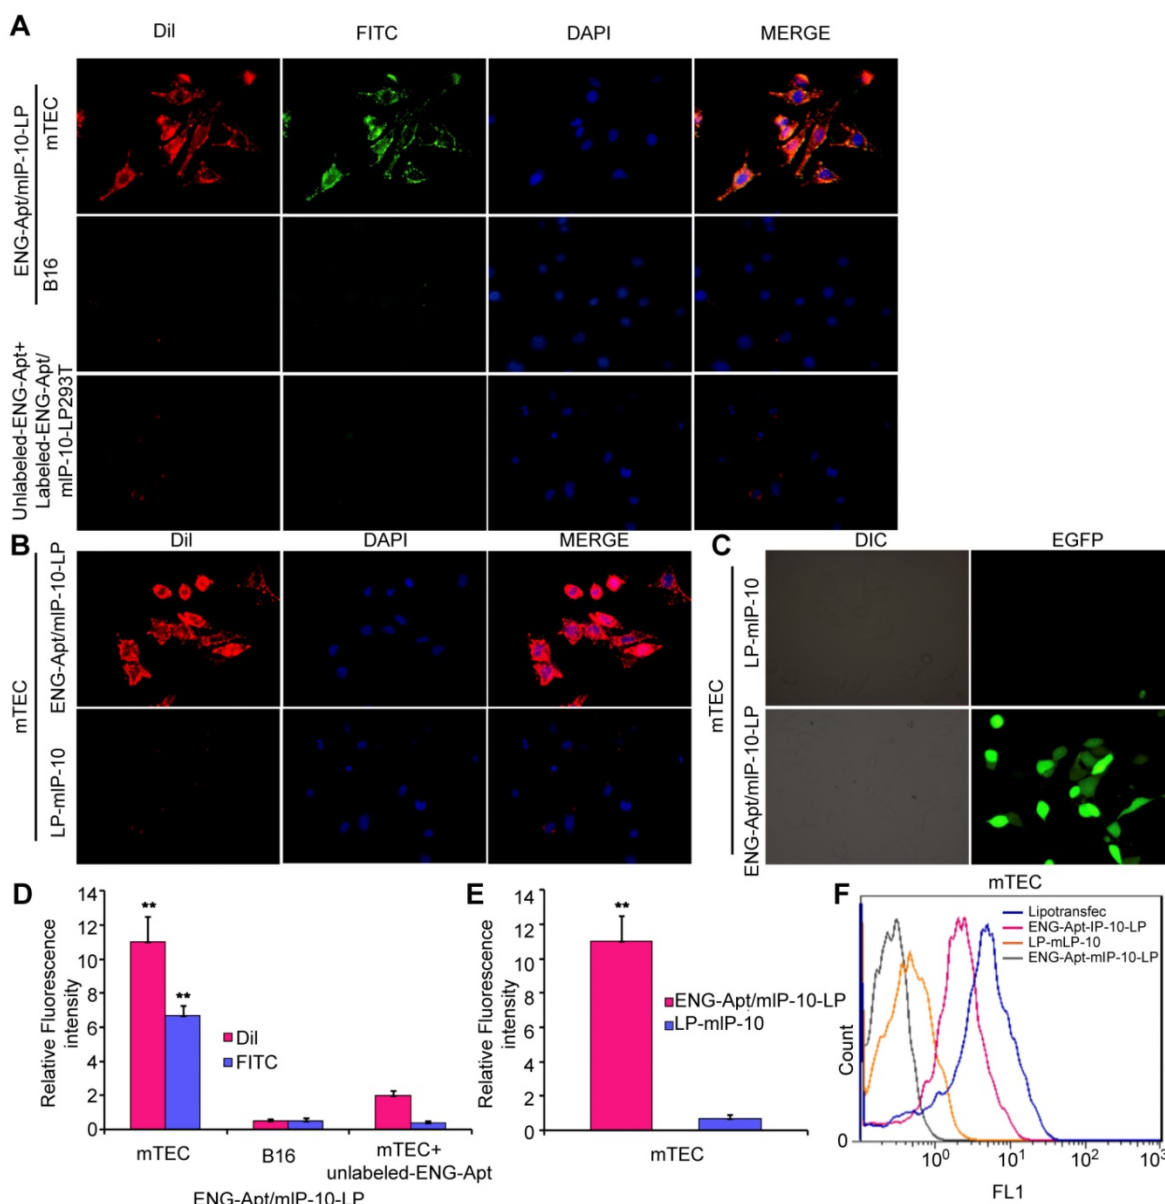 A
Dil
FITC
DAPI
MERGE
ENG-Apt/mIP-10-LP
mTEC
B16
Unlabeled-ENG-Apt+
Labeled-ENG-Apt/
mIP-10-LP293T
B
Dil
DAPI
MERGE
mTEC
ENG-Apt/mIP-10-LP
LP-mIP-10
C
DIC
EGFP
mTEC
LP-mIP-10
ENG-Apt/mIP-10-LP
D
Relative Fluorescence
intensity
14
12
10
8
6
4
2
0
**
**
Dil
FITC
mTEC
B16
mTEC+
unlabeled-ENG-Apt
ENG-Apt/mIP-10-LP
E
Relative Fluorescence
intensity
14
12
10
8
6
4
2
0
**
ENG-Apt/mIP-10-LP
LP-mIP-10
mTEC
F
mTEC
Lipotransfec
ENG-Apt-IP-10-LP
LP-mLP-10
ENG-Apt-mIP-10-LP
Count
0
10⁰
10¹
10²
10³
FL1